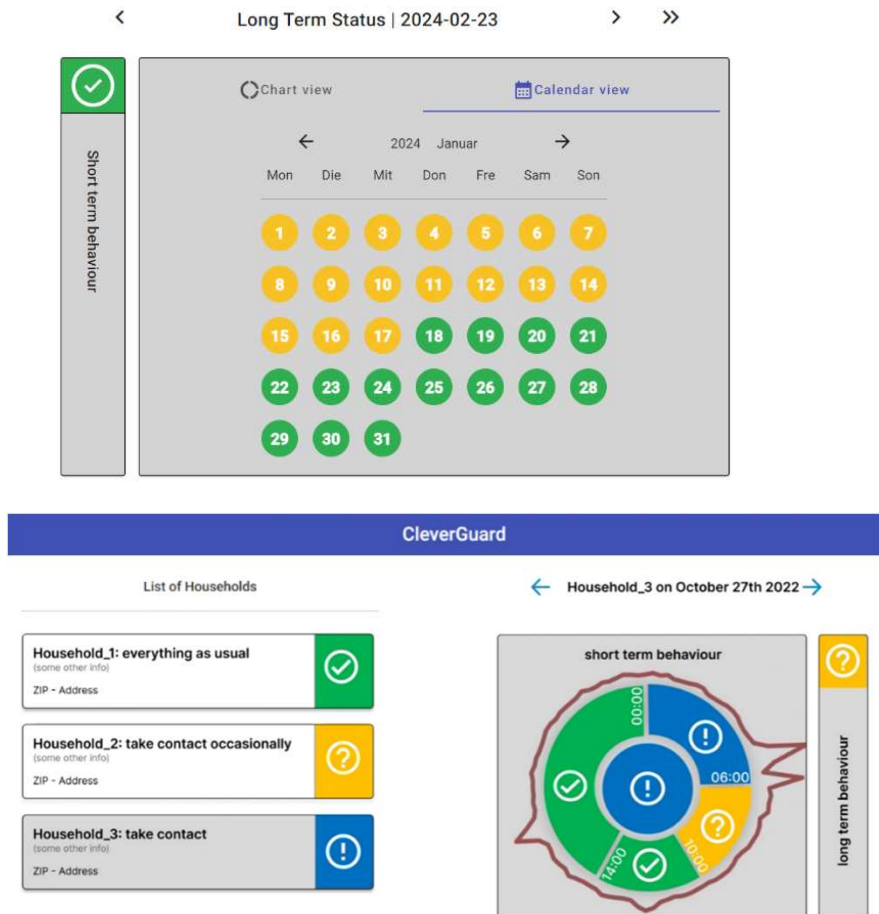 Long Term Status | 2024-02-23
Short term behaviour
Chart view
Calendar view
2024 Januar
Mon Die Mit Don Fre Sam Son
1 2 3 4 5 6 7
8 9 10 11 12 13 14
15 16 17 18 19 20 21
22 23 24 25 26 27 28
29 30 31
CleverGuard
List of Households
Household_1: everything as usual
(some other info)
ZIP - Address
Household_2: take contact occasionally
(some other info)
ZIP - Address
Household_3: take contact
(some other info)
ZIP - Address
Household_3 on October 27th 2022
short term behaviour
00:00
06:00
10:00
14:00
long term behaviour